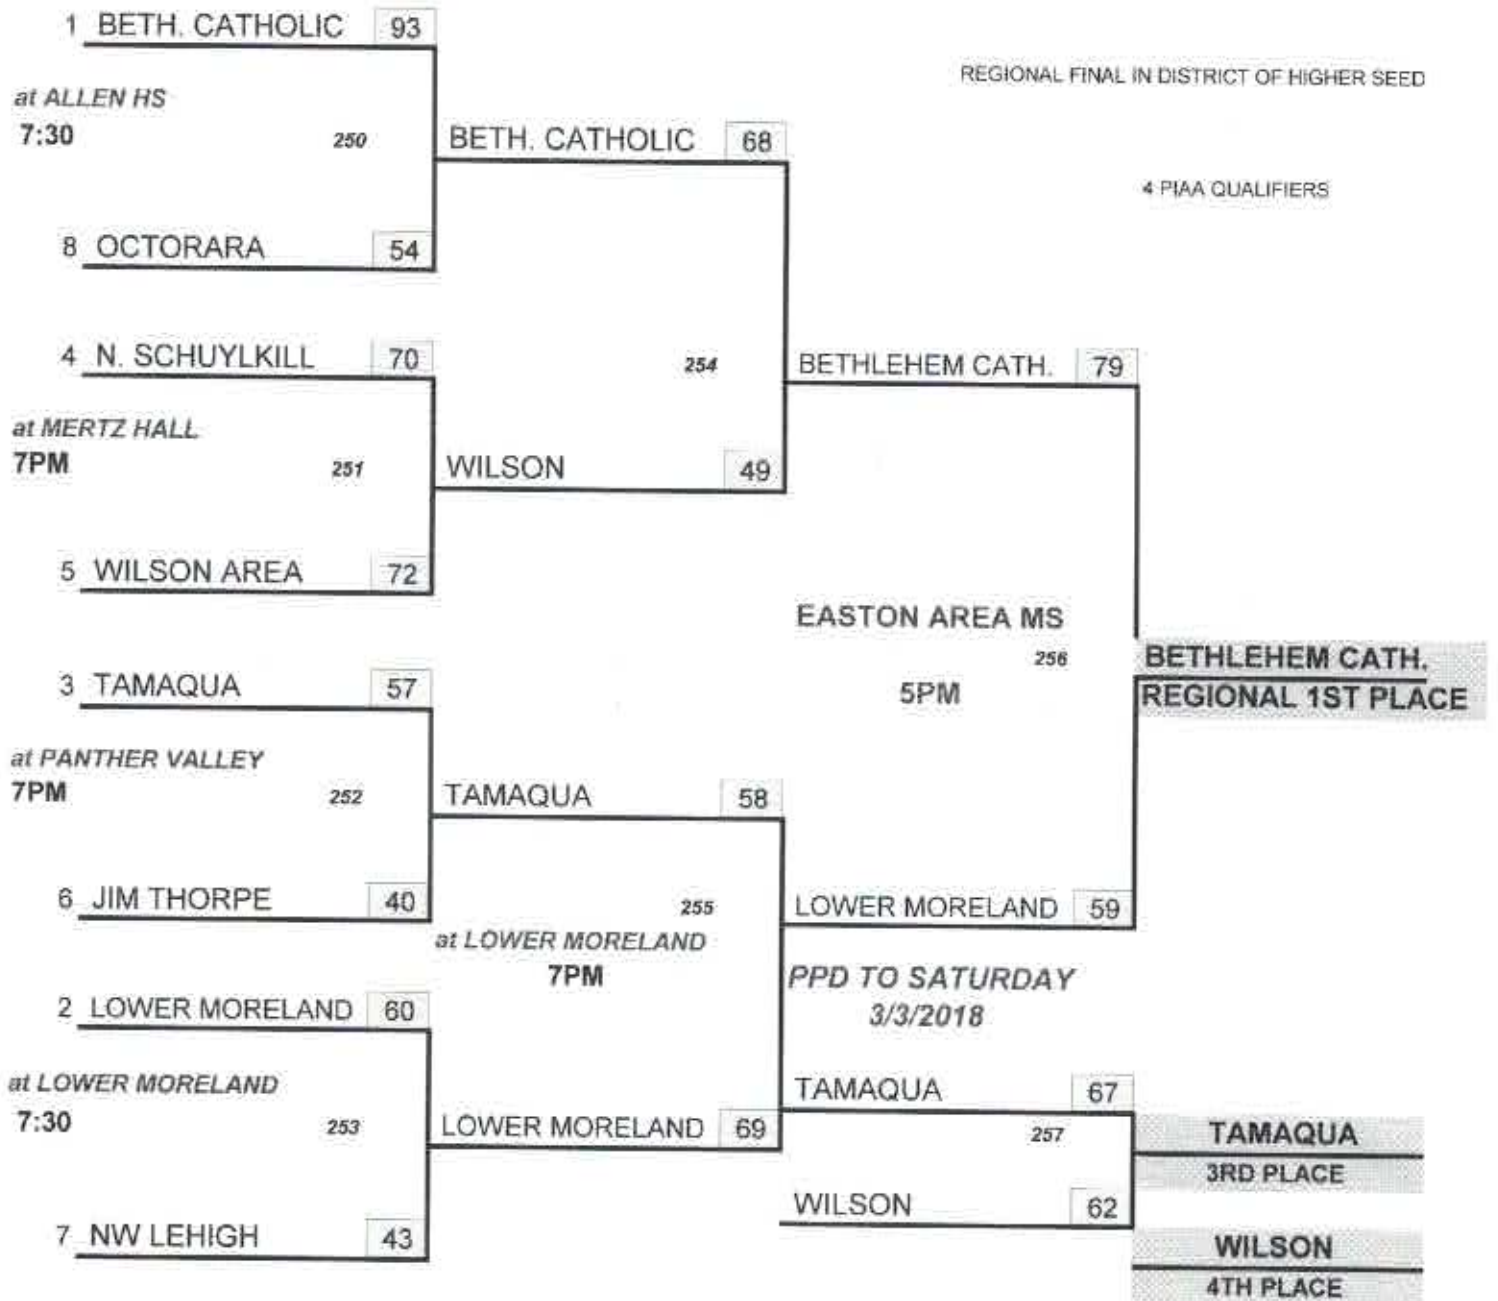 1 BETH. CATHOLIC 93
REGIONAL FINAL IN DISTRICT OF HIGHER SEED
at ALLEN HS
7:30 250 BETH. CATHOLIC 68
4 PIAA QUALIFIERS
8 OCTORARA 54
4 N. SCHUYLKILL 70
254 BETHLEHEM CATH. 79
at MERTZ HALL
7PM 251 WILSON 49
5 WILSON AREA 72
EASTON AREA MS
256 BETHLEHEM CATH.
3 TAMAQUA 57
5PM REGIONAL 1ST PLACE
at PANTHER VALLEY
7PM 252 TAMAQUA 58
6 JIM THORPE 40
255 LOWER MORELAND 59
at LOWER MORELAND
7PM PPD TO SATURDAY
2 LOWER MORELAND 60
3/3/2018
at LOWER MORELAND
TAMAQUA 67
7:30 253 LOWER MORELAND 69
257 TAMAQUA
3RD PLACE
WILSON 62
7 NW LEHIGH 43
WILSON
4TH PLACE